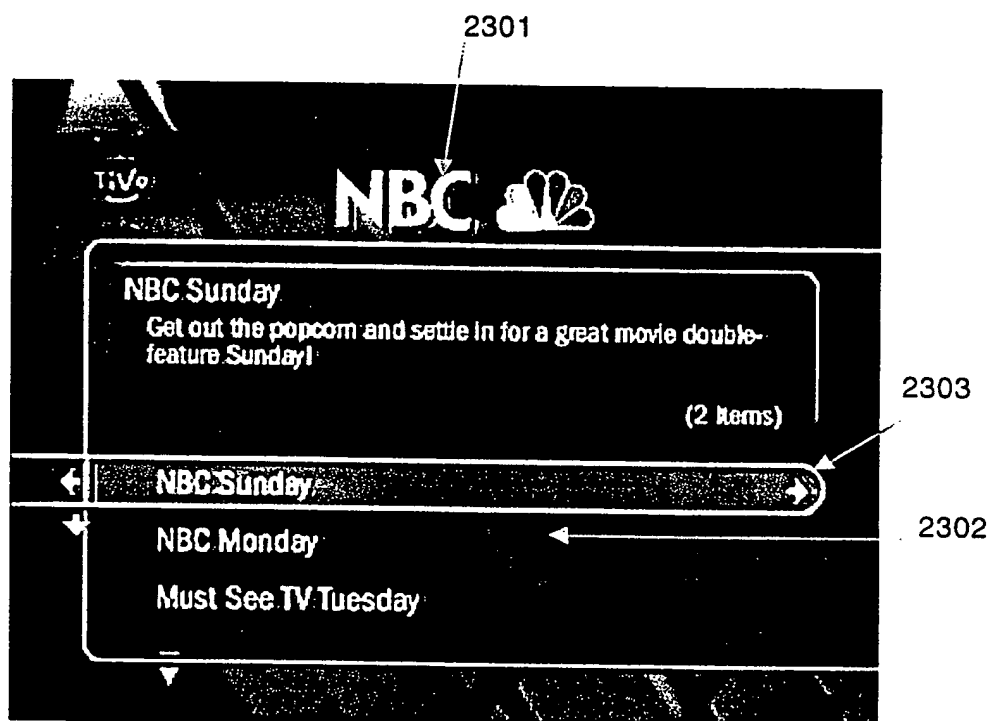 2301
TiVo
NBC
NBC Sunday
Get out the popcorn and settle in for a great movie double-
feature Sunday!
(2 Items)
2303
NBC Sunday
2302
NBC Monday
Must See TV Tuesday